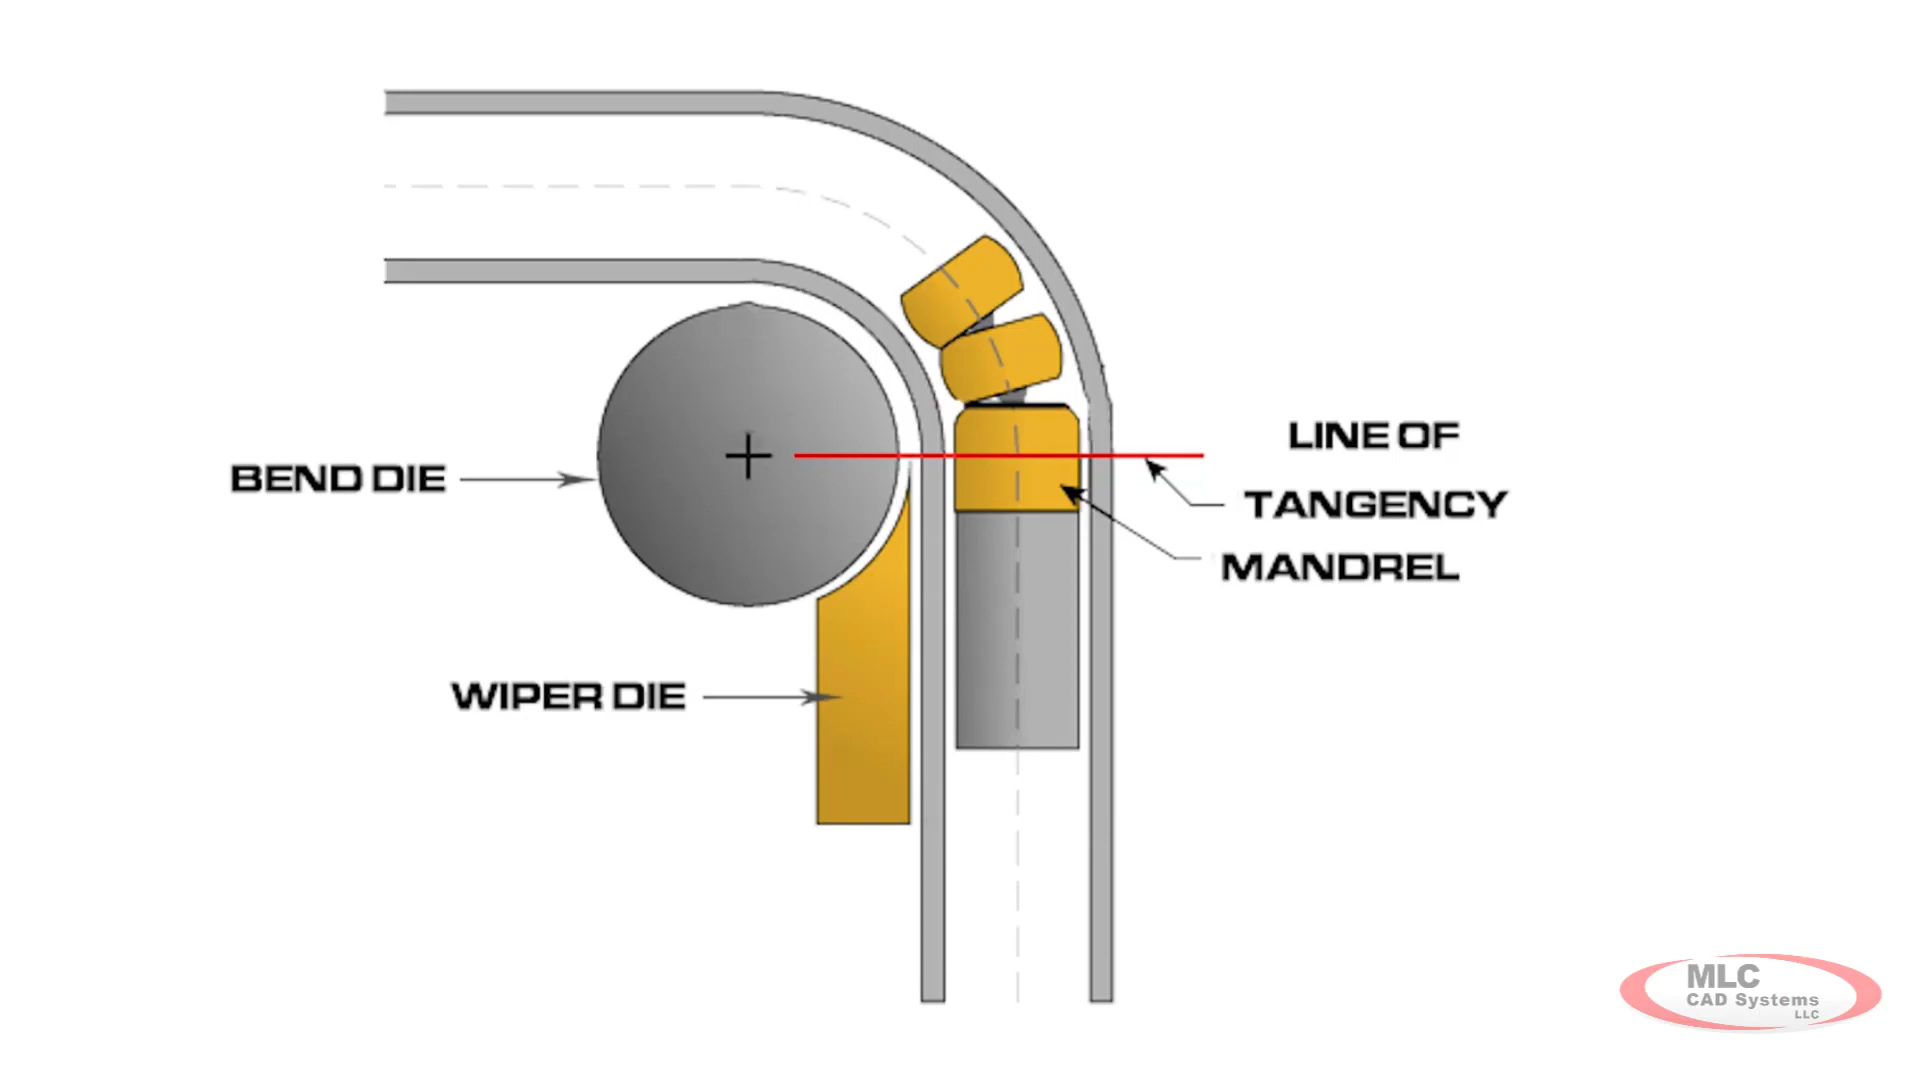 LINE OF
TANGENCY
BEND DIE
MANDREL
WIPER DIE
MLC
CAD Systems
LLC